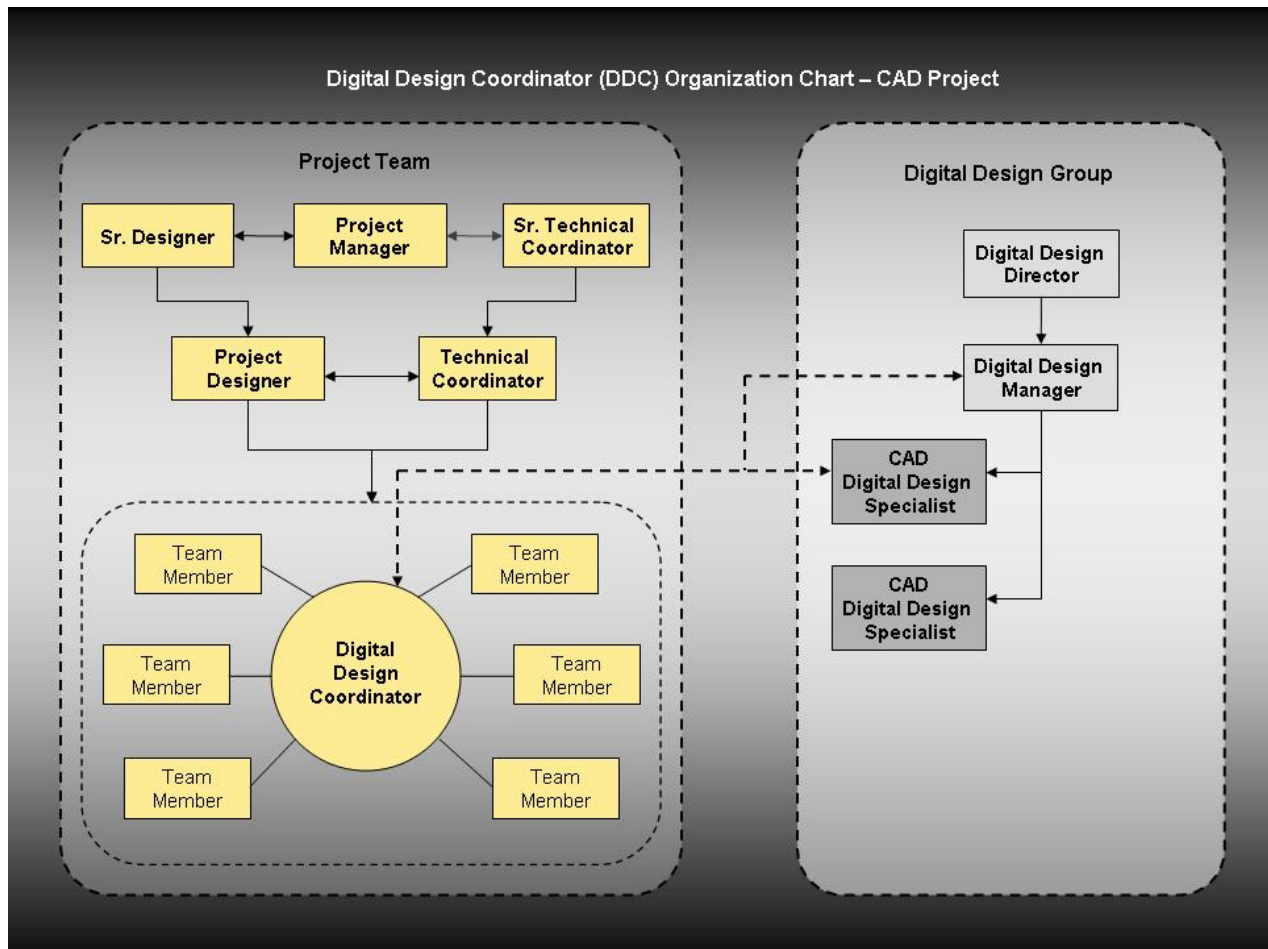 Digital Design Coordinator (DDC) Organization Chart – CAD Project
Project Team
Sr. Designer
Project
Manager
Sr. Technical
Coordinator
Project
Designer
Technical
Coordinator
Team
Member
Team
Member
Digital
Design
Coordinator
Team
Member
Team
Member
Team
Member
Team
Member
Digital Design Group
Digital Design
Director
Digital Design
Manager
CAD
Digital Design
Specialist
CAD
Digital Design
Specialist